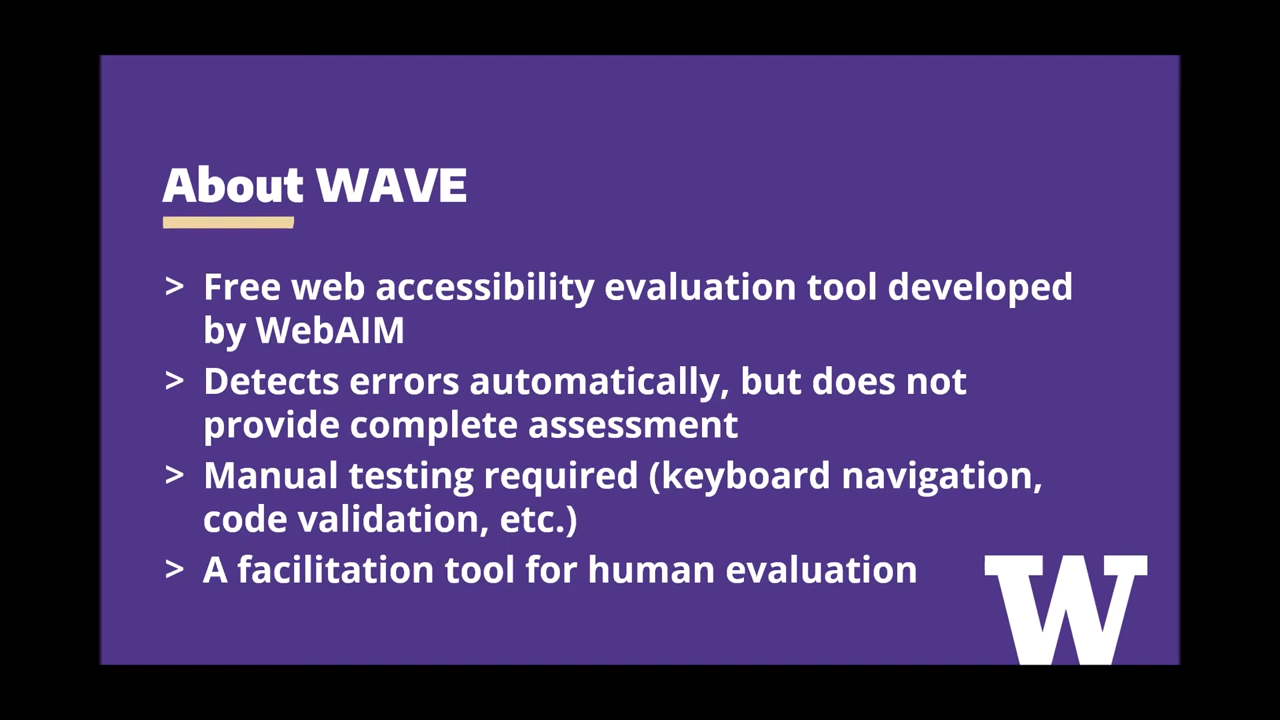 About WAVE
> Free web accessibility evaluation tool developed
by WebAIM
> Detects errors automatically, but does not
provide complete assessment
> Manual testing required (keyboard navigation,
code validation, etc.)
> A facilitation tool for human evaluation
W